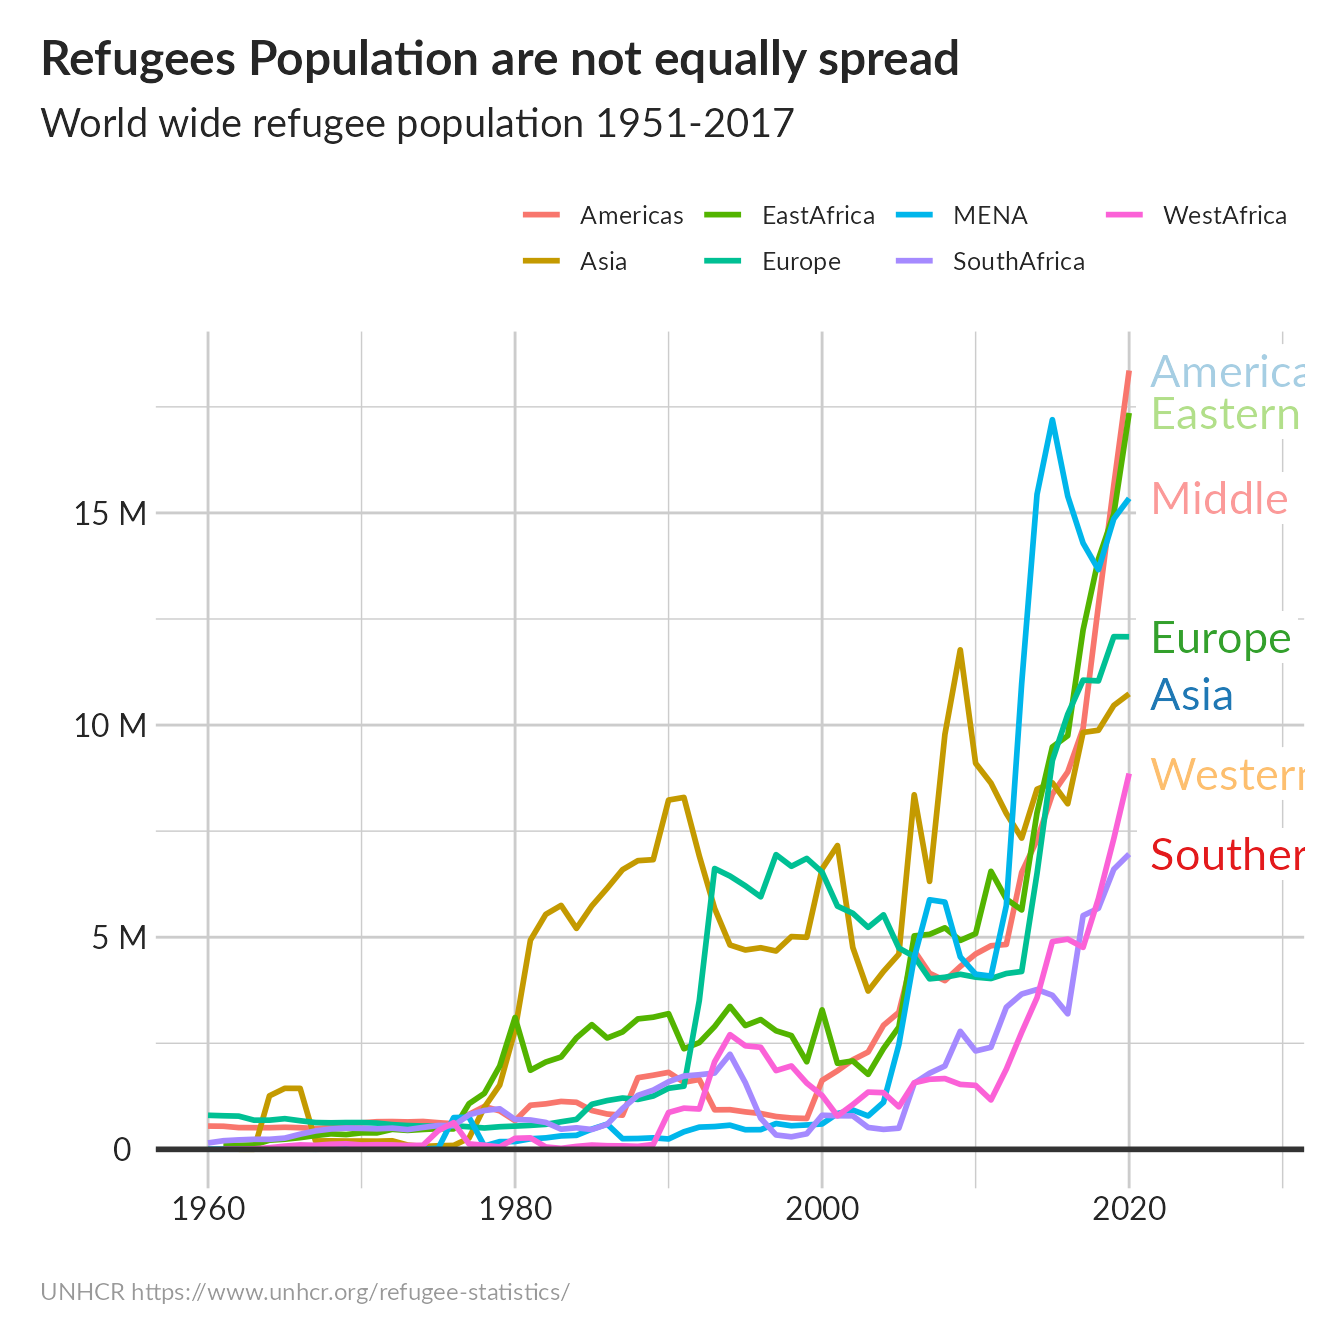 Refugees Population are not equally spread
World wide refugee population 1951-2017
Americas EastAfrica MENA WestAfrica
Asia Europe SouthAfrica
America
Eastern
Middle
15 M
Europe
Asia
10 M
Western
Souther
5 M
0
1960 1980 2000 2020
UNHCR https://www.unhcr.org/refugee-statistics/